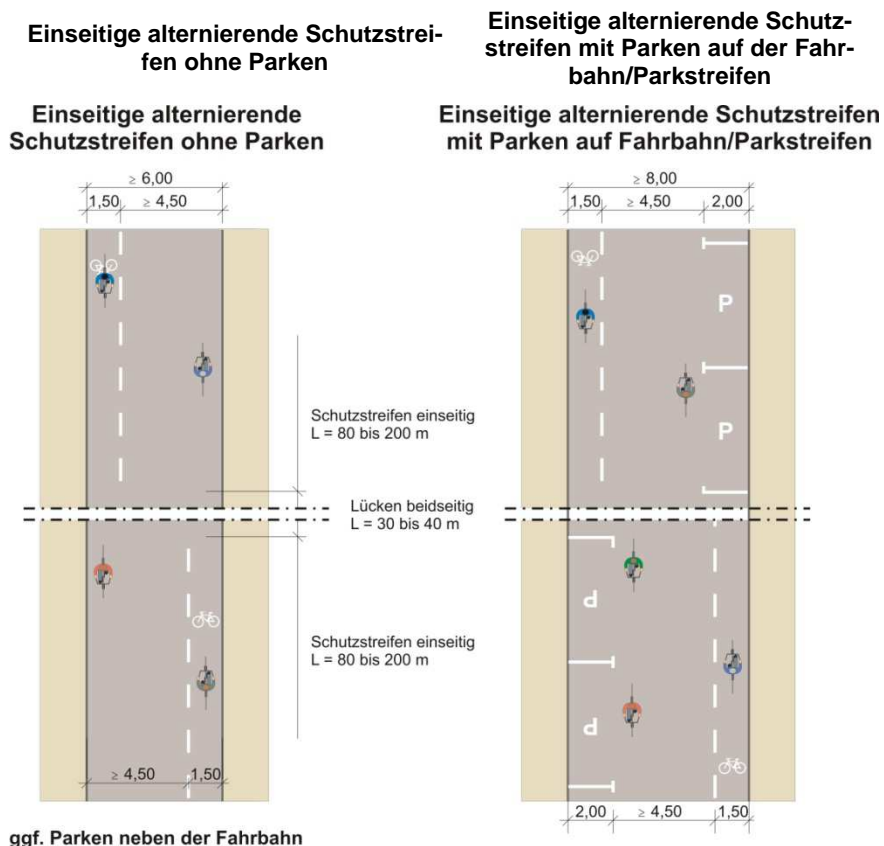 Einseitige alternierende Schutzstrei-
fen ohne Parken
Einseitige alternierende Schutz-
streifen mit Parken auf der Fahr-
bahn/Parkstreifen
Einseitige alternierende
Schutzstreifen ohne Parken
Einseitige alternierende Schutzstreifen
mit Parken auf Fahrbahn/Parkstreifen
≥ 6,00
1,50 ≥ 4,50
≥ 8,00
1,50 ≥ 4,50 2,00
P
P
Schutzstreifen einseitig
L = 80 bis 200 m
Lücken beidseitig
L = 30 bis 40 m
Schutzstreifen einseitig
L = 80 bis 200 m
P
P
≥ 4,50 1,50
2,00 ≥ 4,50 1,50
ggf. Parken neben der Fahrbahn